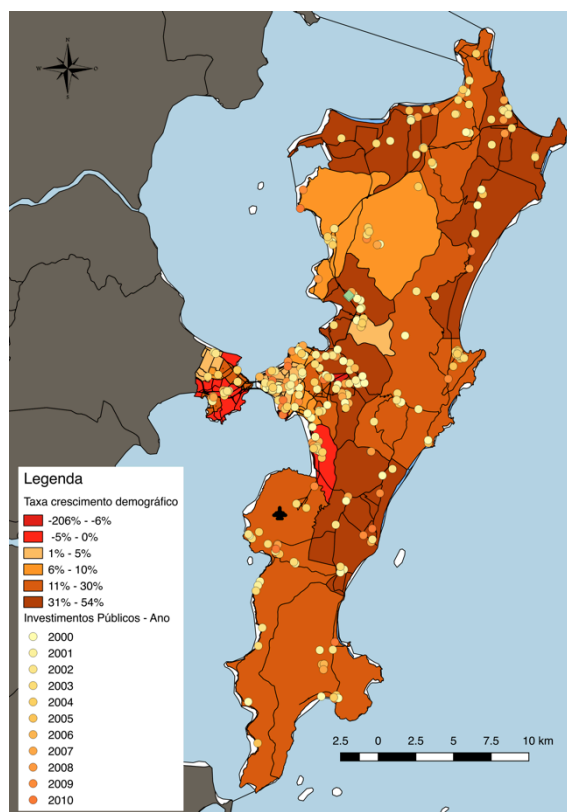 N
W
O
S
Legenda
Taxa crescimento demográfico
-206% - -6%
-5% - 0%
1% - 5%
6% - 10%
11% - 30%
31% - 54%
Investimentos Públicos - Ano
2000
2001
2002
2003
2004
2005
2006
2007
2008
2009
2010
2.5 0 2.5 5 7.5 10 km